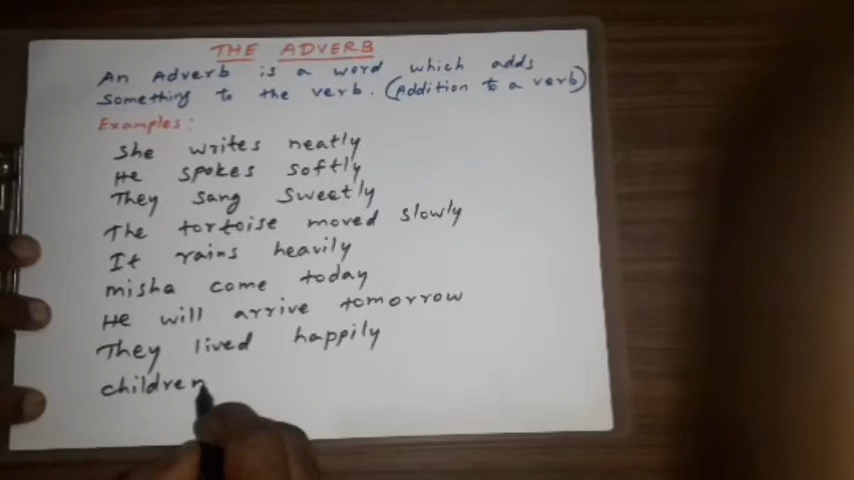 THE ADVERB
An Adverb is a word which adds
something to the verb. (Addition to a verb)
Examples:
She writes neatly
He spokes softly
They sang sweetly
The tortoise moved slowly
It rains heavily
misha come today
He will arrive tomorrow
They lived happily
children